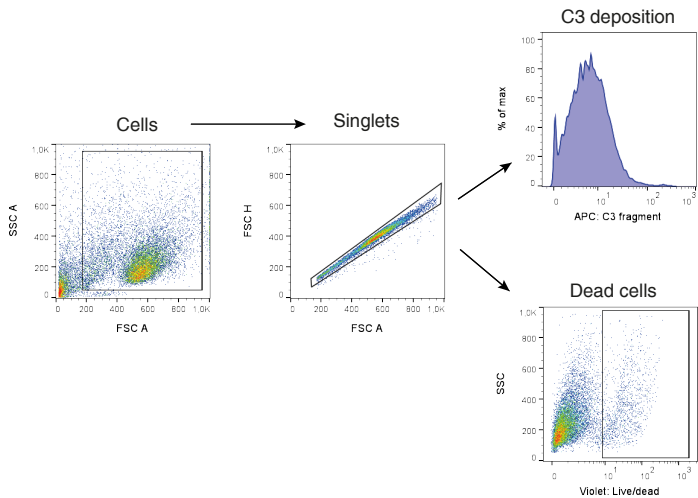 C3 deposition
100
80
60
40
20
0
% of max
0 10¹ 10² 10³
APC: C3 fragment
Cells
Singlets
1,0K
800
600
400
200
0
SSC A
0 200 400 600 800 1,0K
FSC A
1,0K
800
600
400
200
0
FSC H
0 200 400 600 800 1,0K
FSC A
Dead cells
1,0K
800
600
400
200
0
SSC
0 10¹ 10² 10³
Violet: Live/dead